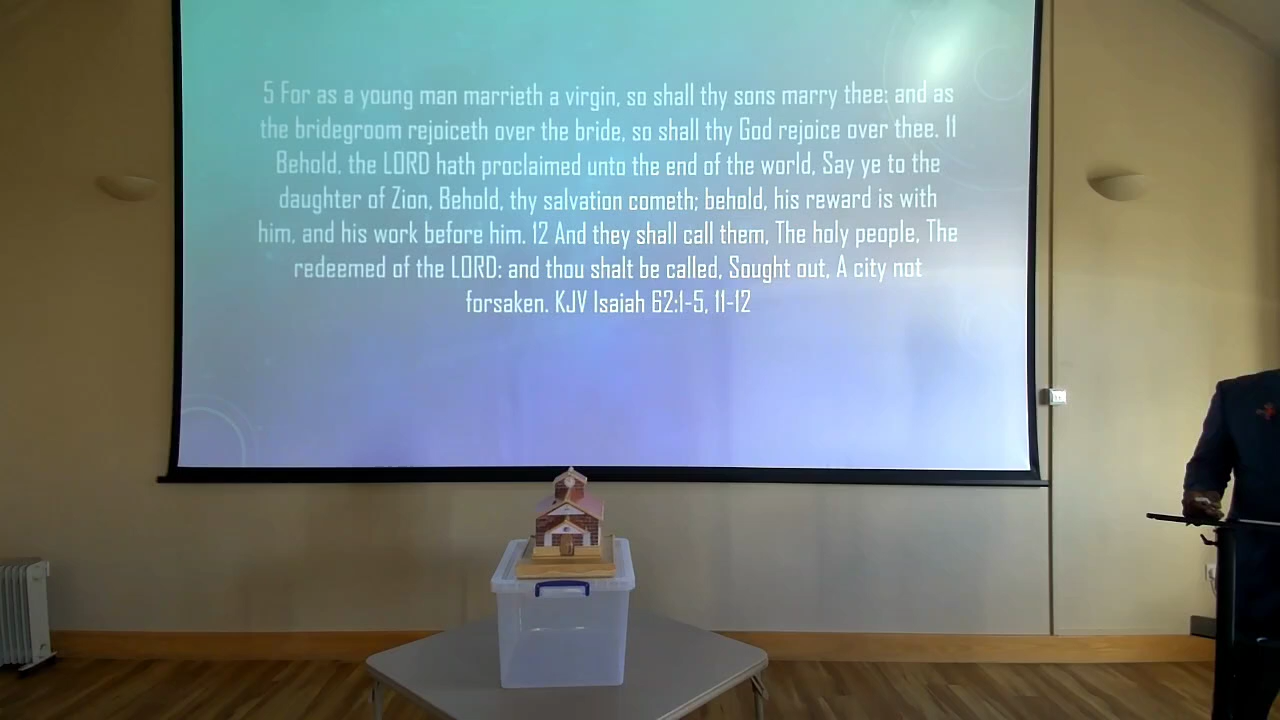 5 For as a young man marrieth a virgin, so shall thy sons marry thee: and as
the bridegroom rejoiceth over the bride, so shall thy God rejoice over thee. 11
Behold, the LORD hath proclaimed unto the end of the world, Say ye to the
daughter of Zion, Behold, thy salvation cometh; behold, his reward is with
him, and his work before him. 12 And they shall call them, The holy people, The
redeemed of the LORD: and thou shalt be called, Sought out, A city not
forsaken. KJV Isaiah 62:1-5, 11-12